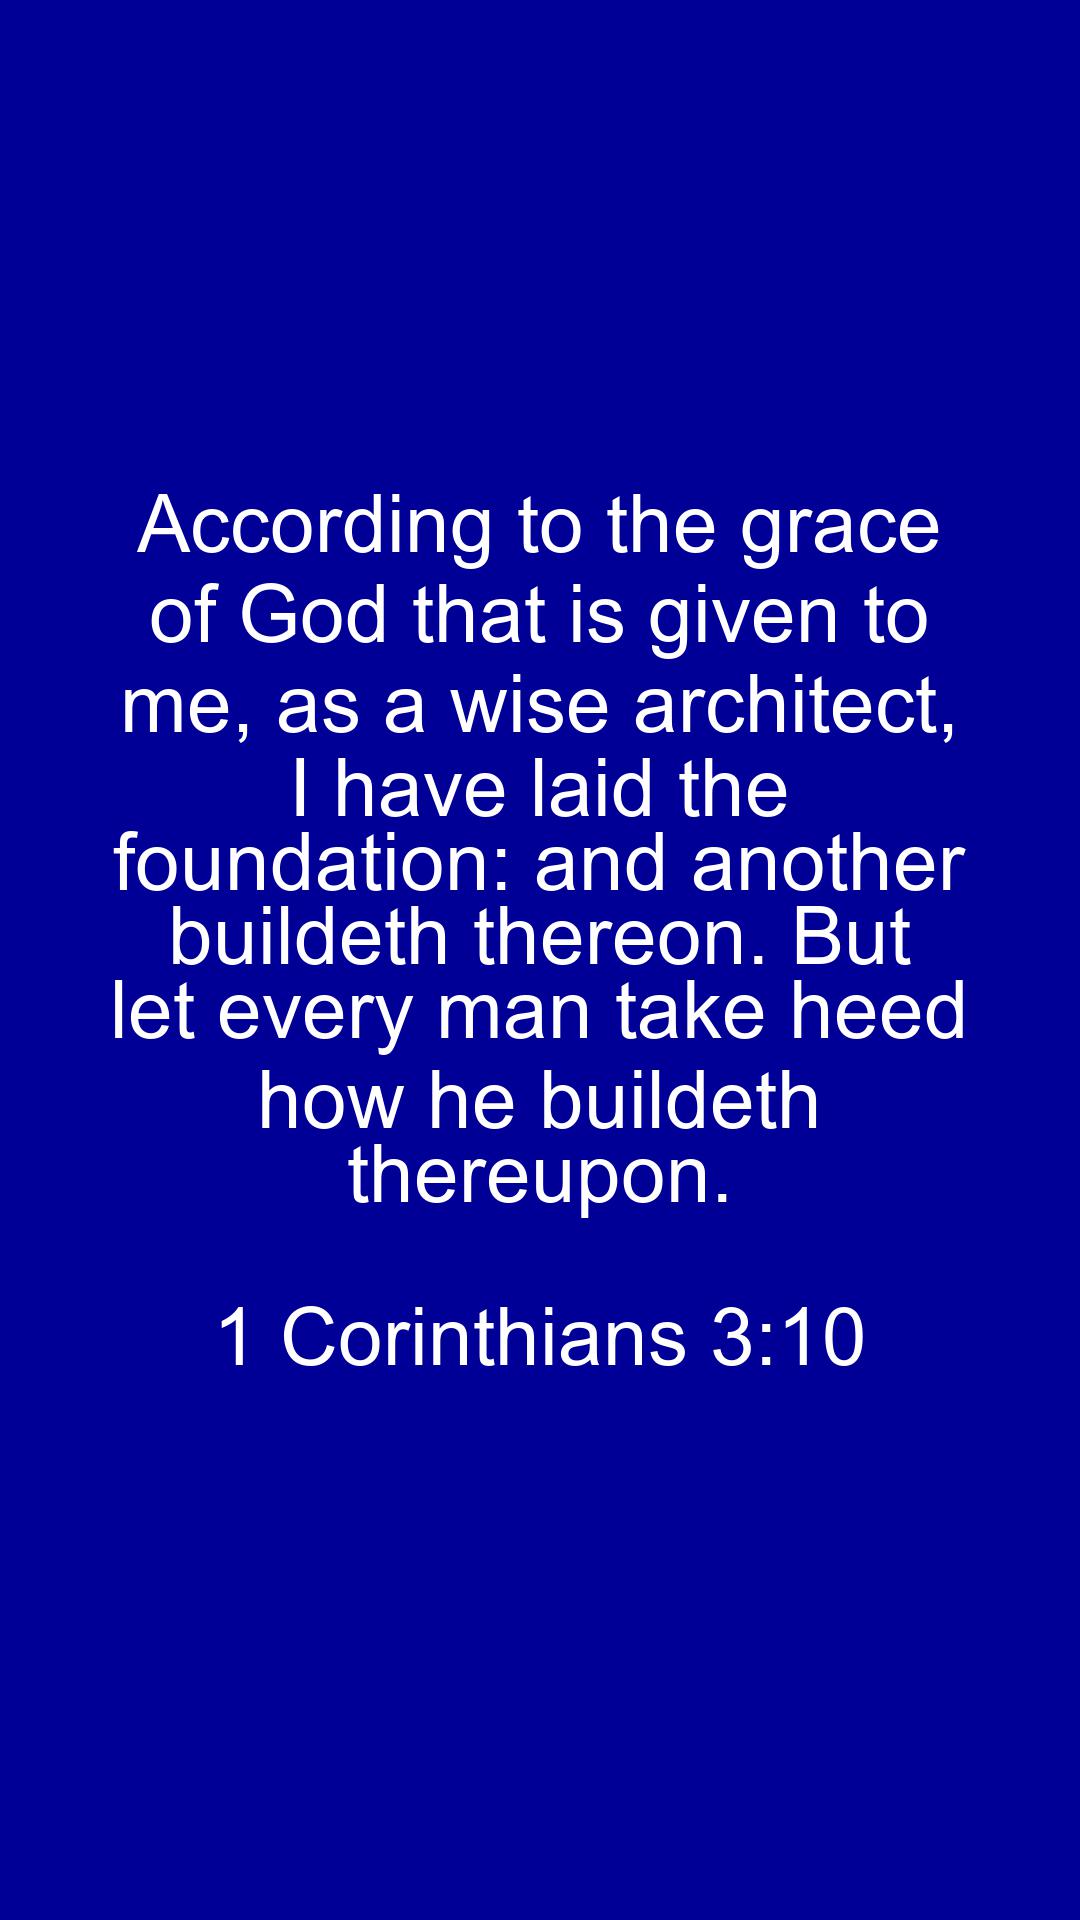 According to the grace
of God that is given to
me, as a wise architect,
I have laid the
foundation: and another
buildeth thereon. But
let every man take heed
how he buildeth
thereupon.
1 Corinthians 3:10